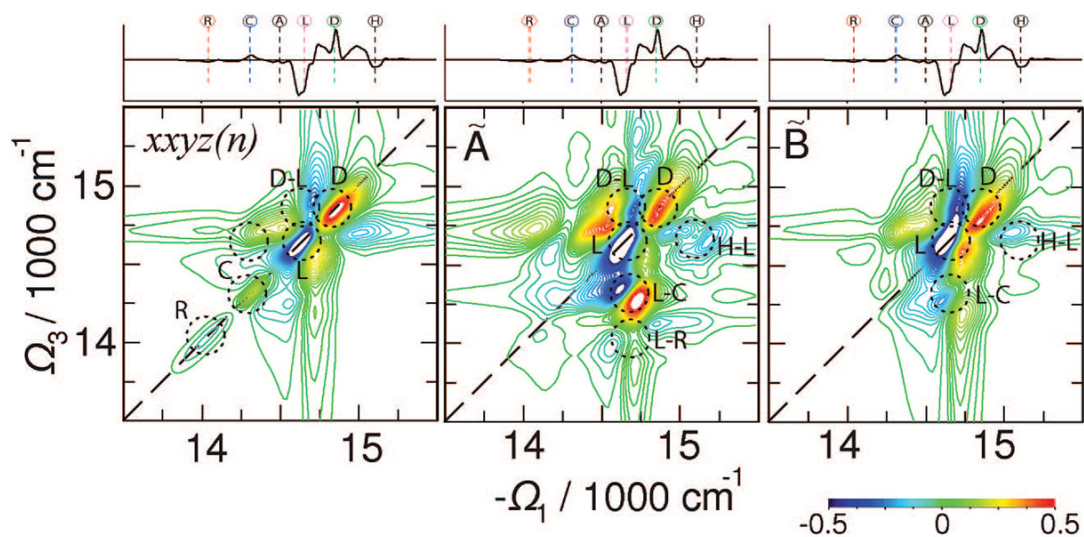 R C A L D H R C A L D H R C A L D H
xxyz(n) Ã B̃
D-L D D-L D D-L D
15
L L H-L L H-L
C L L-C L-C
R L-R
14
Ω₃ / 1000 cm⁻¹
14 15 14 15 14 15
-Ω₁ / 1000 cm⁻¹
-0.5 0 0.5